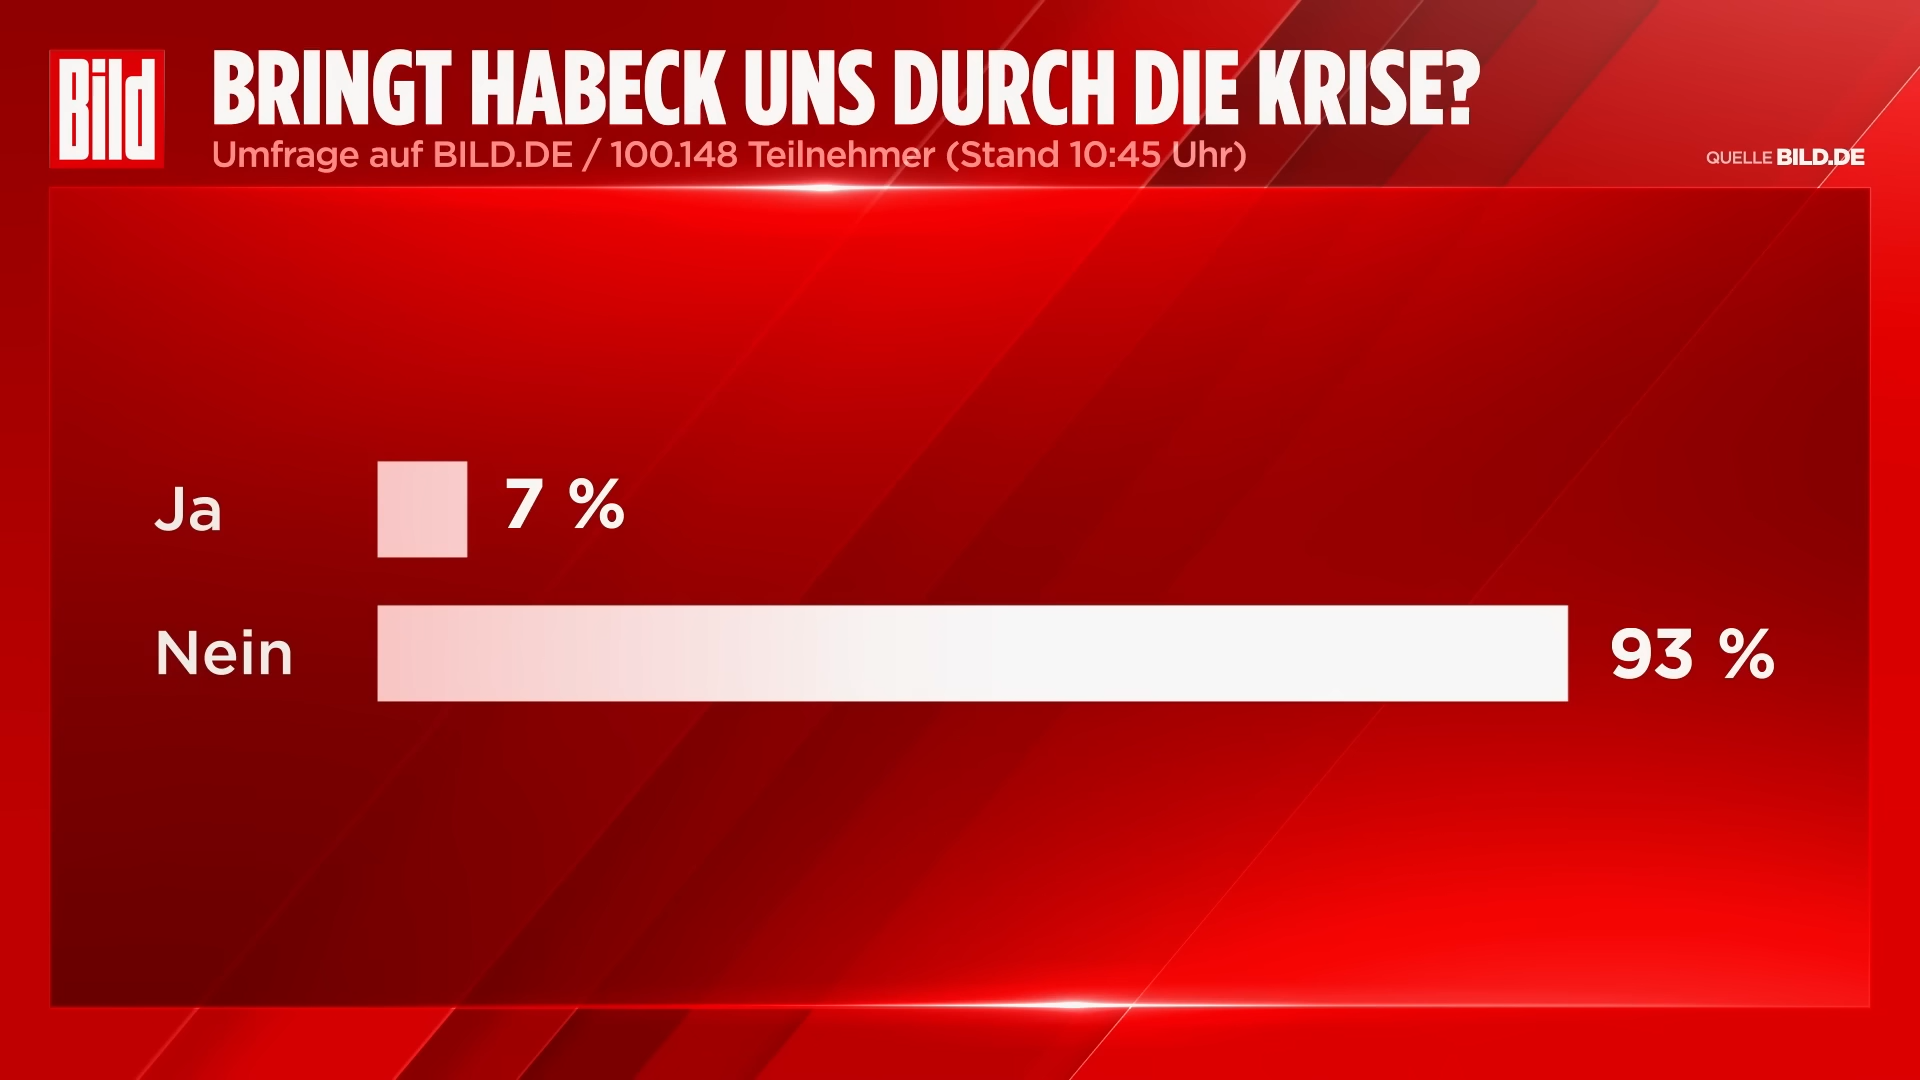 Bild
BRINGT HABECK UNS DURCH DIE KRISE?
Umfrage auf BILD.DE / 100.148 Teilnehmer (Stand 10:45 Uhr)
QUELLE BILD.DE
Ja 7 %
Nein 93 %